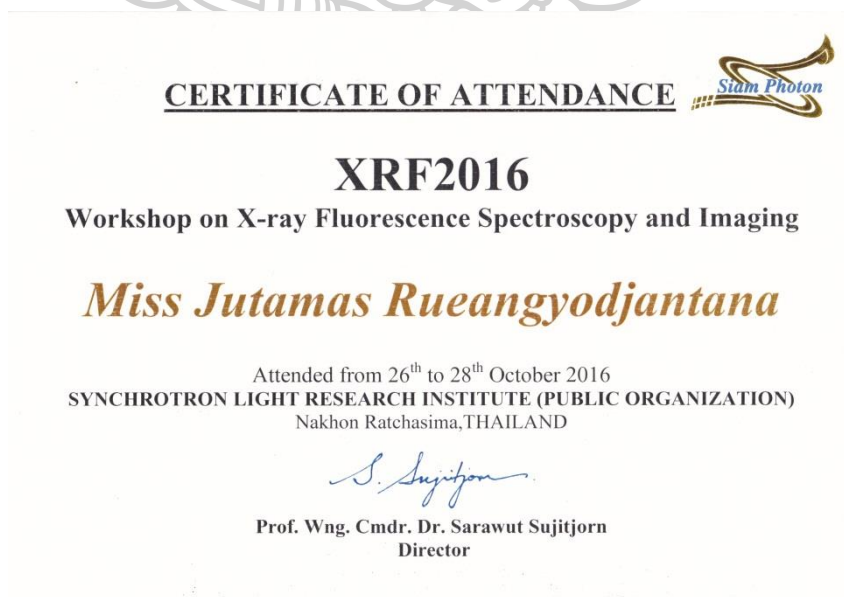 CERTIFICATE OF ATTENDANCE
Siam Photon
XRF2016
Workshop on X-ray Fluorescence Spectroscopy and Imaging
Miss Jutamas Rueangyodjantana
Attended from 26th to 28th October 2016
SYNCHROTRON LIGHT RESEARCH INSTITUTE (PUBLIC ORGANIZATION)
Nakhon Ratchasima,THAILAND
S. Sujitjorn
Prof. Wng. Cmdr. Dr. Sarawut Sujitjorn
Director